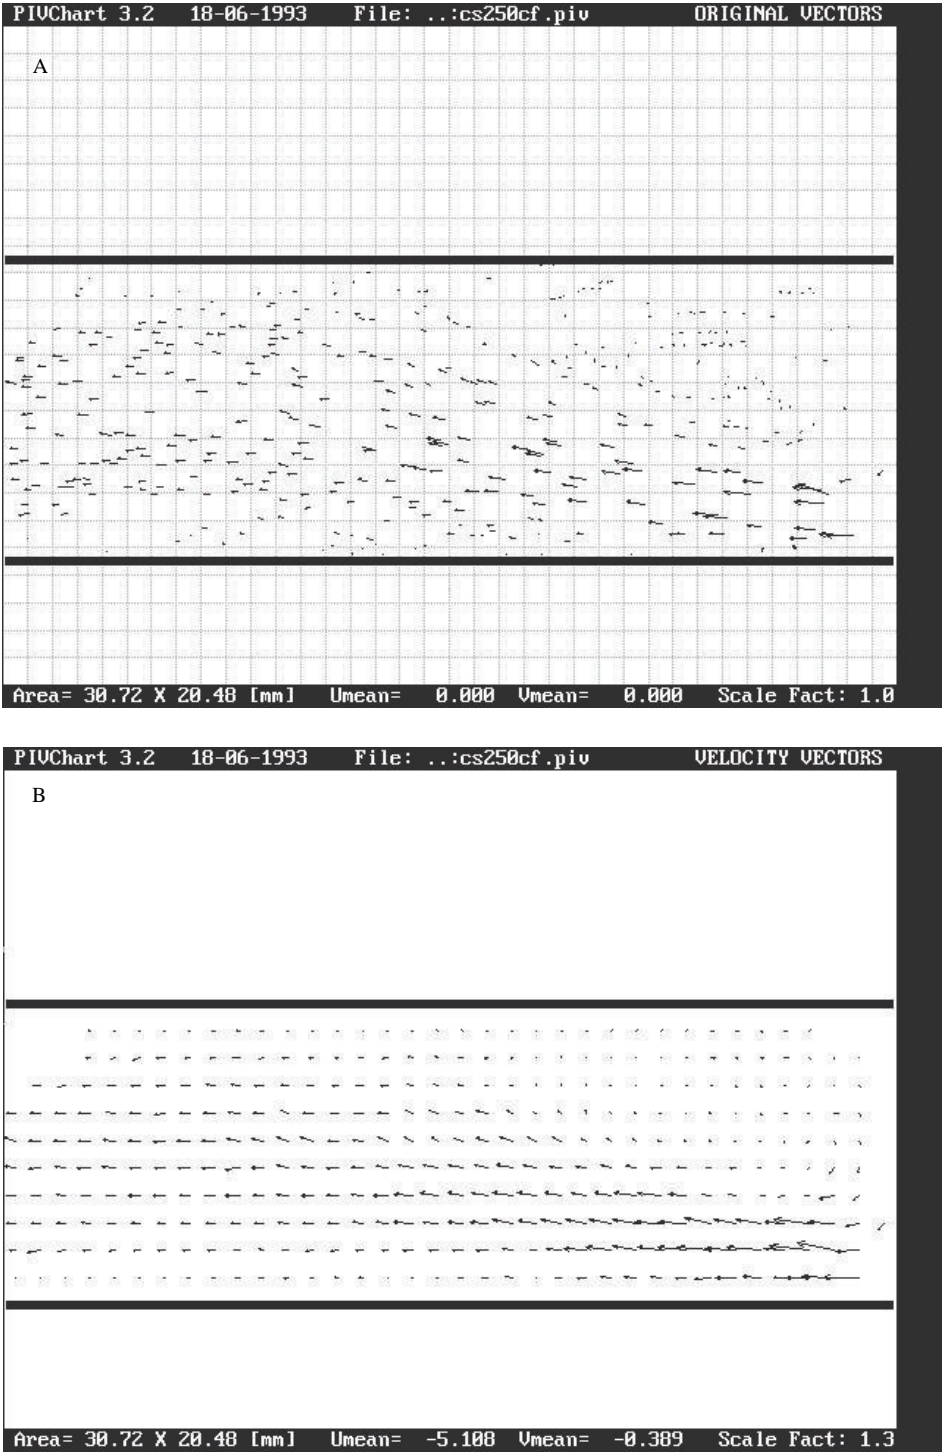 PIVChart 3.2 18-06-1993 File: ..:cs250cf.piv ORIGINAL VECTORS
A
Area= 30.72 X 20.48 [mm] Umean= 0.000 Vmean= 0.000 Scale Fact: 1.0
PIVChart 3.2 18-06-1993 File: ..:cs250cf.piv VELOCITY VECTORS
B
Area= 30.72 X 20.48 [mm] Umean= -5.108 Vmean= -0.389 Scale Fact: 1.3